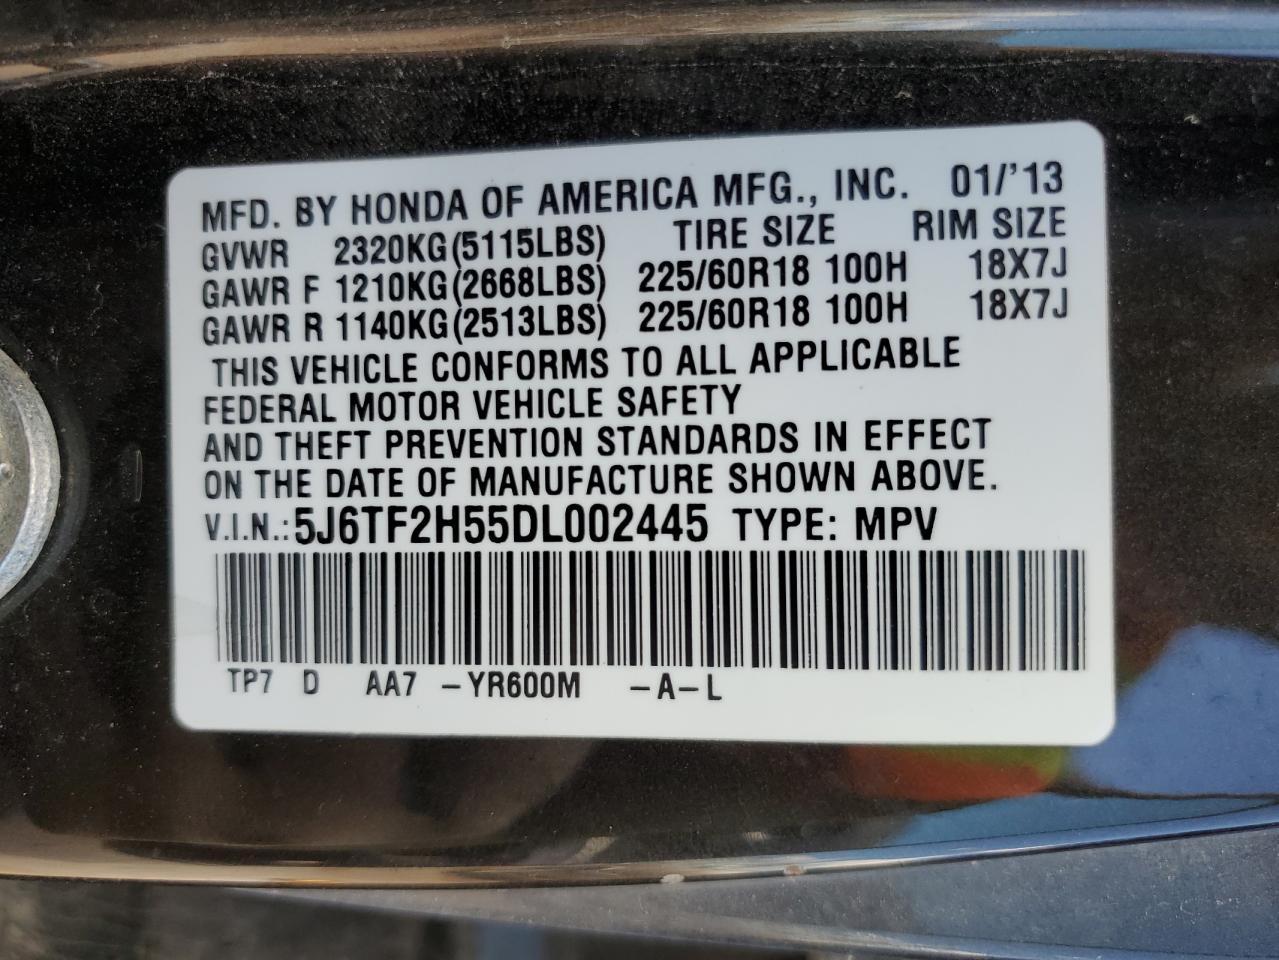 MFD. BY HONDA OF AMERICA MFG., INC. 01/'13
GVWR 2320KG(5115LBS) TIRE SIZE RIM SIZE
GAWR F 1210KG(2668LBS) 225/60R18 100H 18X7J
GAWR R 1140KG(2513LBS) 225/60R18 100H 18X7J
THIS VEHICLE CONFORMS TO ALL APPLICABLE
FEDERAL MOTOR VEHICLE SAFETY
AND THEFT PREVENTION STANDARDS IN EFFECT
ON THE DATE OF MANUFACTURE SHOWN ABOVE.
V.I.N.: 5J6TF2H55DL002445 TYPE: MPV
TP7 D AA7 -YR600M -A-L